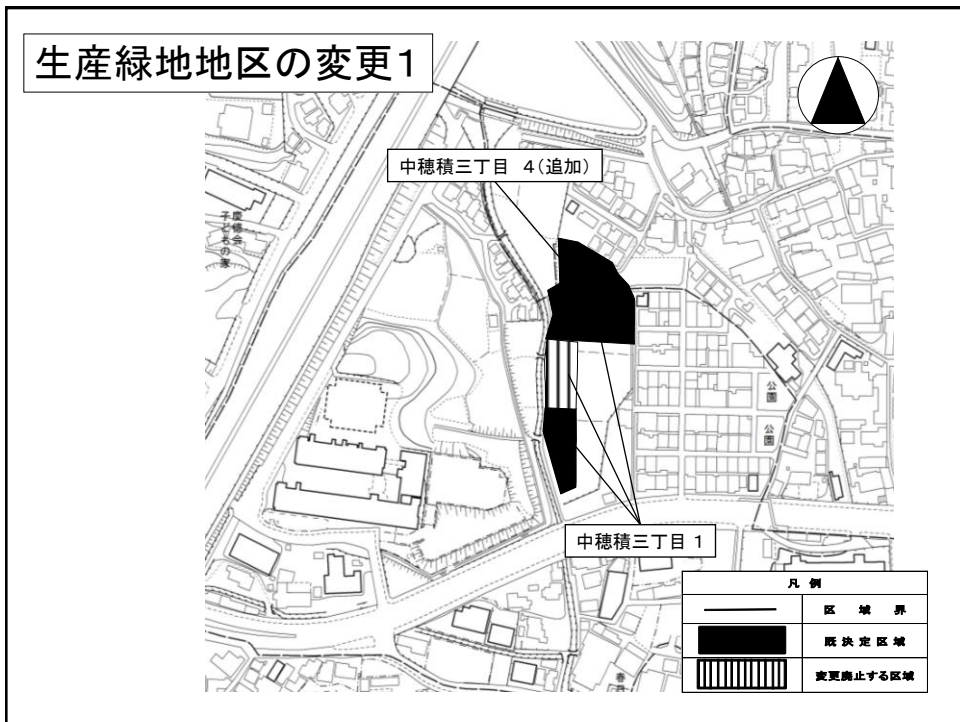 生産緑地地区の変更1
中穂積三丁目 4(追加)
慶徳会
子どもの家
公園
公園
中穂積三丁目 1
凡例
区域界
既決定区域
変更廃止する区域